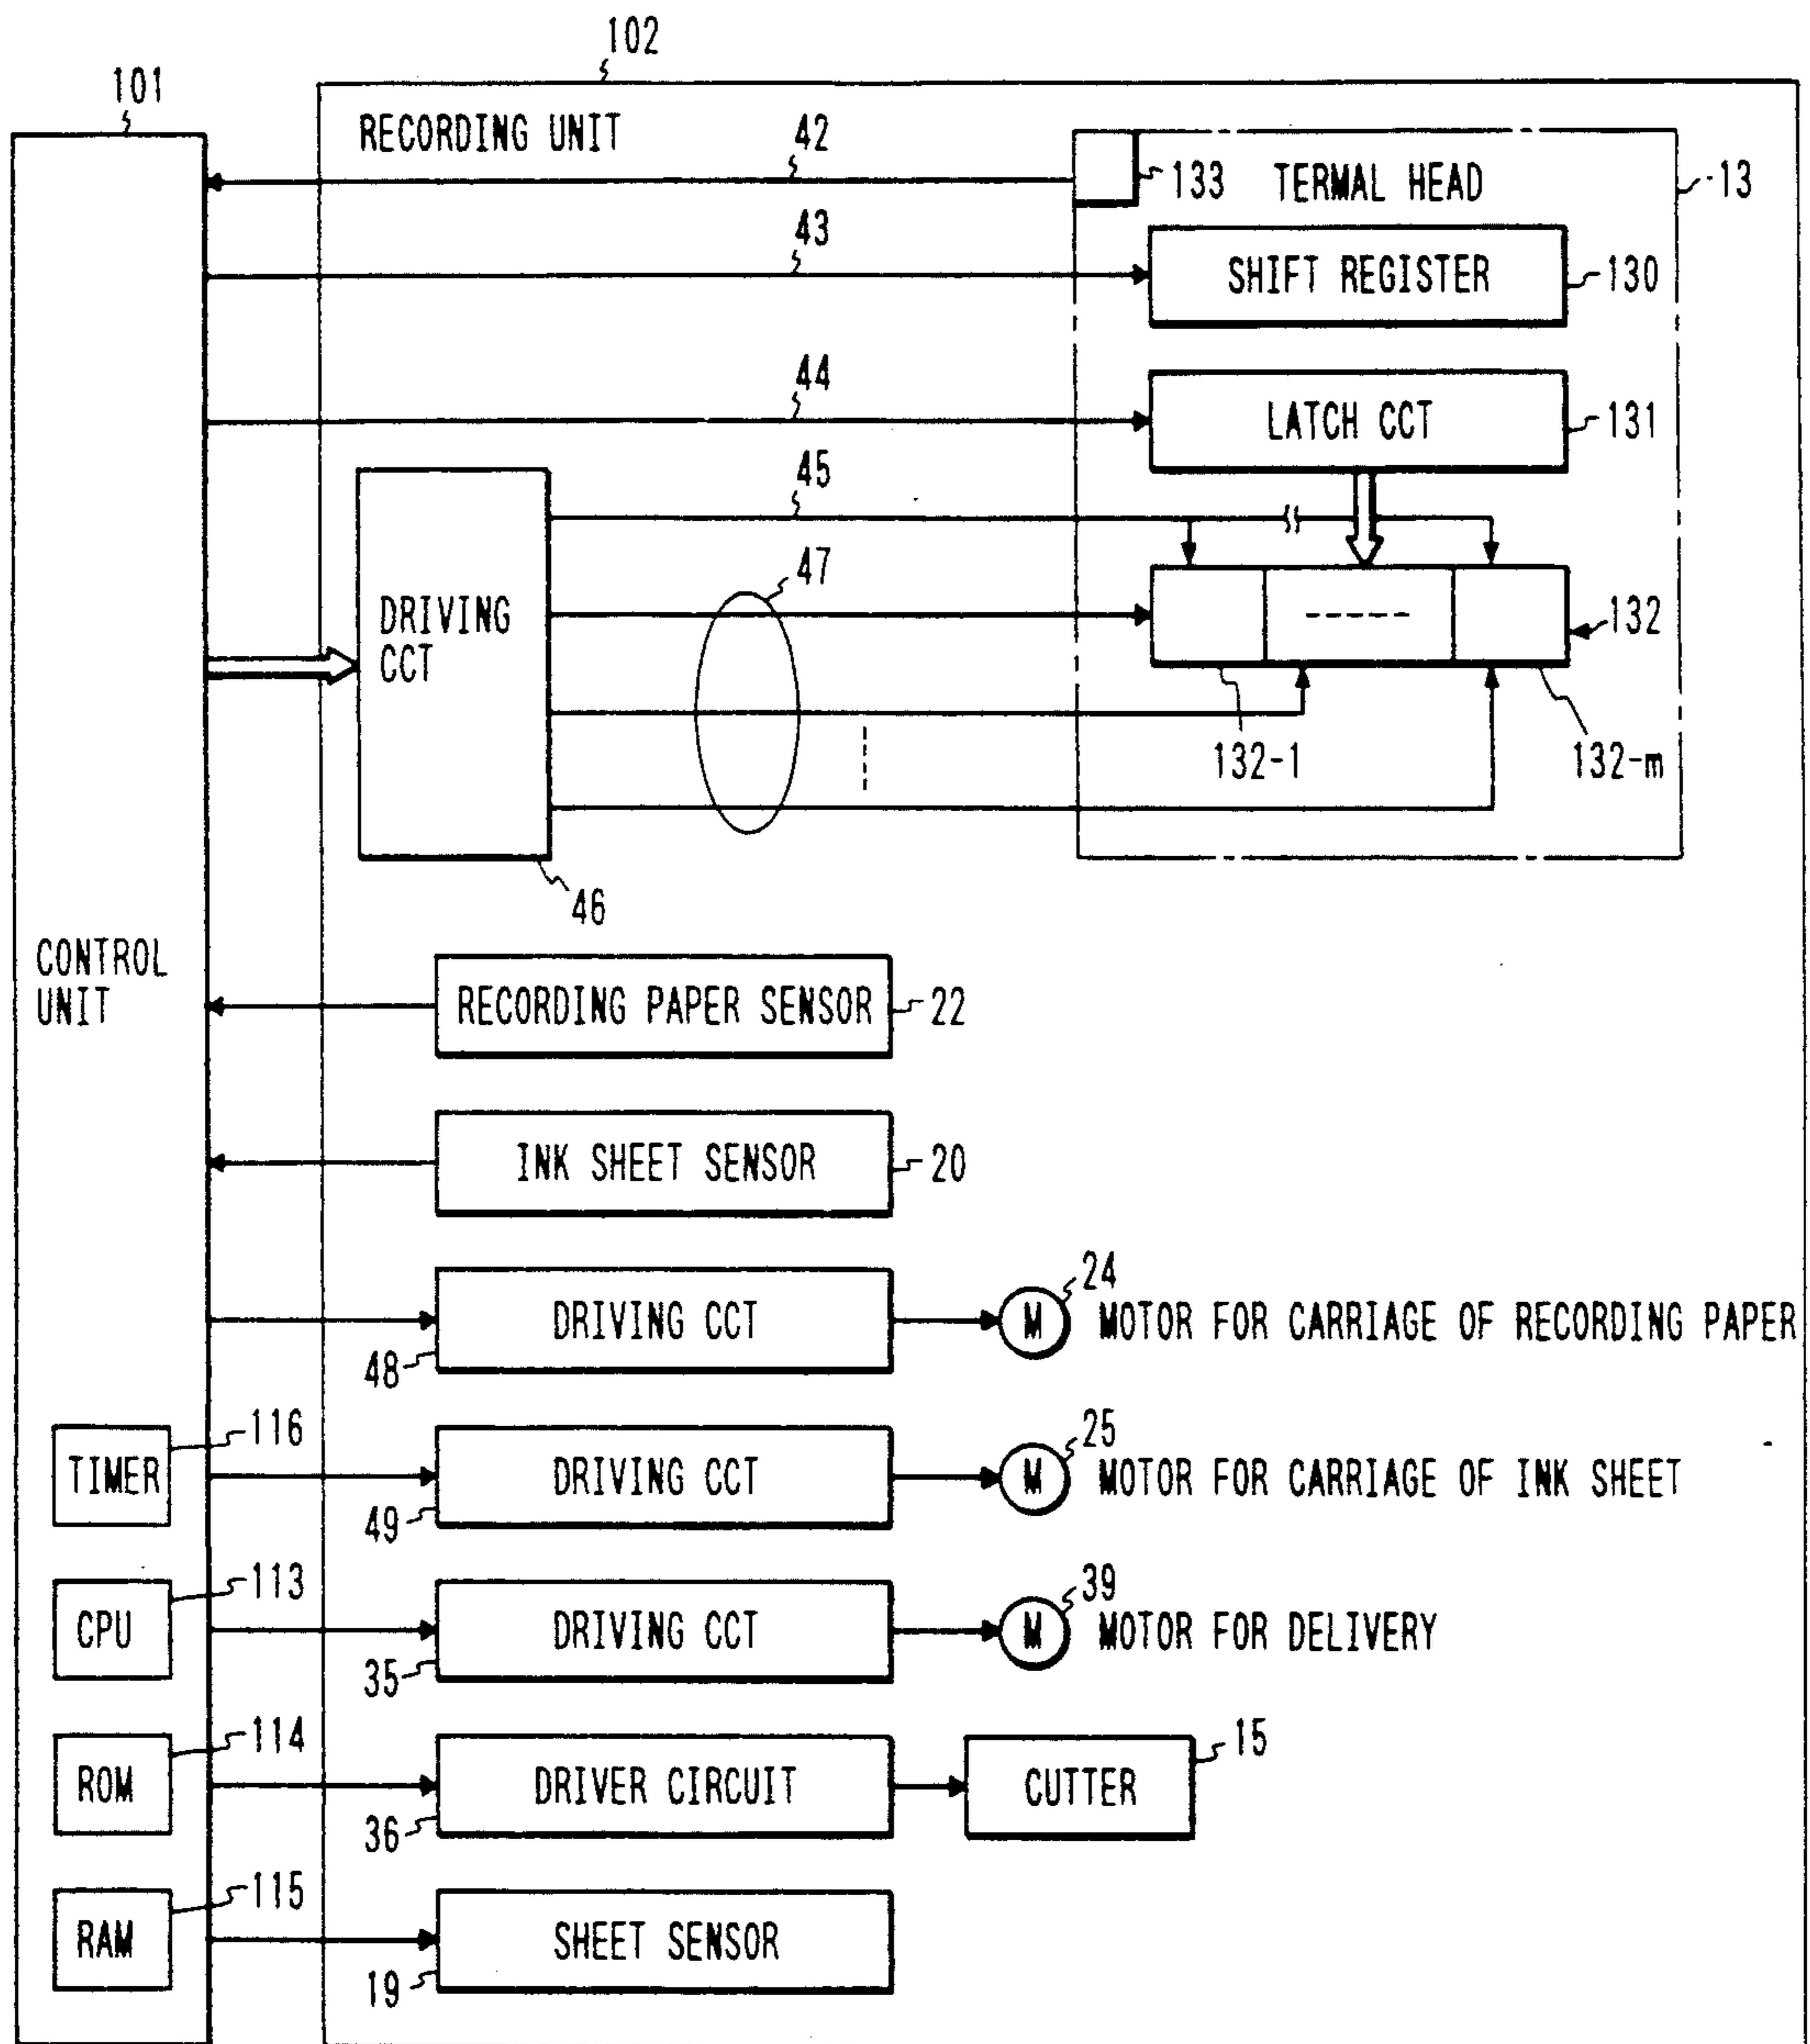 102
101
RECORDING UNIT
42
133
TERMAL HEAD
13
43
SHIFT REGISTER
130
44
LATCH CCT
131
45
47
DRIVING
CCT
132
132-1
132-m
46
CONTROL
UNIT
RECORDING PAPER SENSOR
22
INK SHEET SENSOR
20
DRIVING CCT
48
M
24
MOTOR FOR CARRIAGE OF RECORDING PAPER
TIMER
116
DRIVING CCT
49
M
25
MOTOR FOR CARRIAGE OF INK SHEET
CPU
113
DRIVING CCT
35
M
39
MOTOR FOR DELIVERY
ROM
114
DRIVER CIRCUIT
36
CUTTER
15
RAM
115
SHEET SENSOR
19